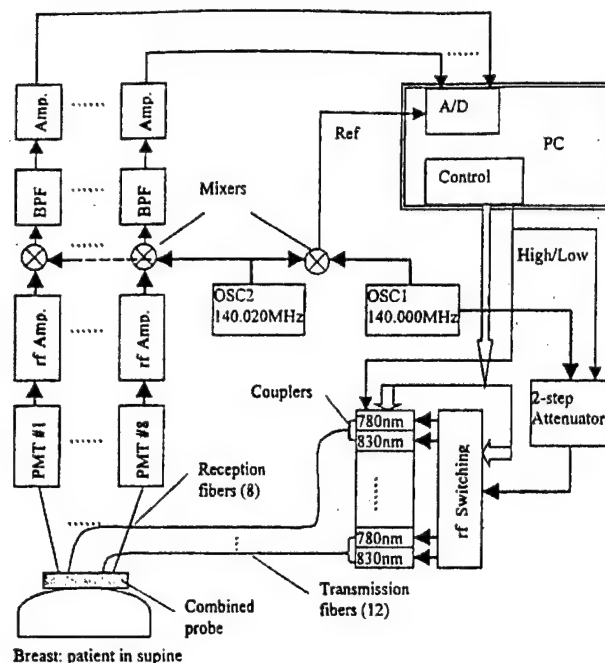 Amp.
Amp.
A/D
PC
Ref
Control
BPF
BPF
Mixers
High/Low
OSC2
140.020MHz
OSC1
140.000MHz
rf Amp.
rf Amp.
Couplers
2-step
Attenuator
780nm
830nm
PMT #1
PMT #8
rf Switching
Reception
fibers (8)
780nm
830nm
Transmission
fibers (12)
Combined
probe
Breast: patient in supine